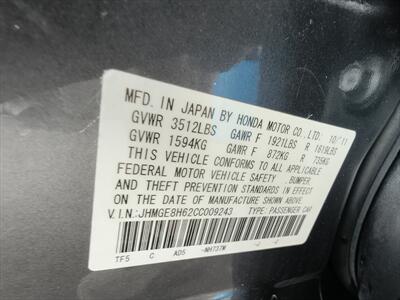 MFD. IN JAPAN BY HONDA MOTOR CO., LTD. 10/11
GVWR 3512LBS GAWR F 1921LBS R 1619LBS
GVWR 1594KG GAWR F 872KG R 735KG
THIS VEHICLE CONFORMS TO ALL APPLICABLE
FEDERAL MOTOR VEHICLE SAFETY, BUMPER,
AND THEFT PREVENTION STANDARDS IN EFFECT
ON THE DATE OF MANUFACTURE SHOWN ABOVE.
V.I.N.: JHMGE8H62CC009243 TYPE: PASSENGER CAR
TF5 C AD5 -NH737M -J -J